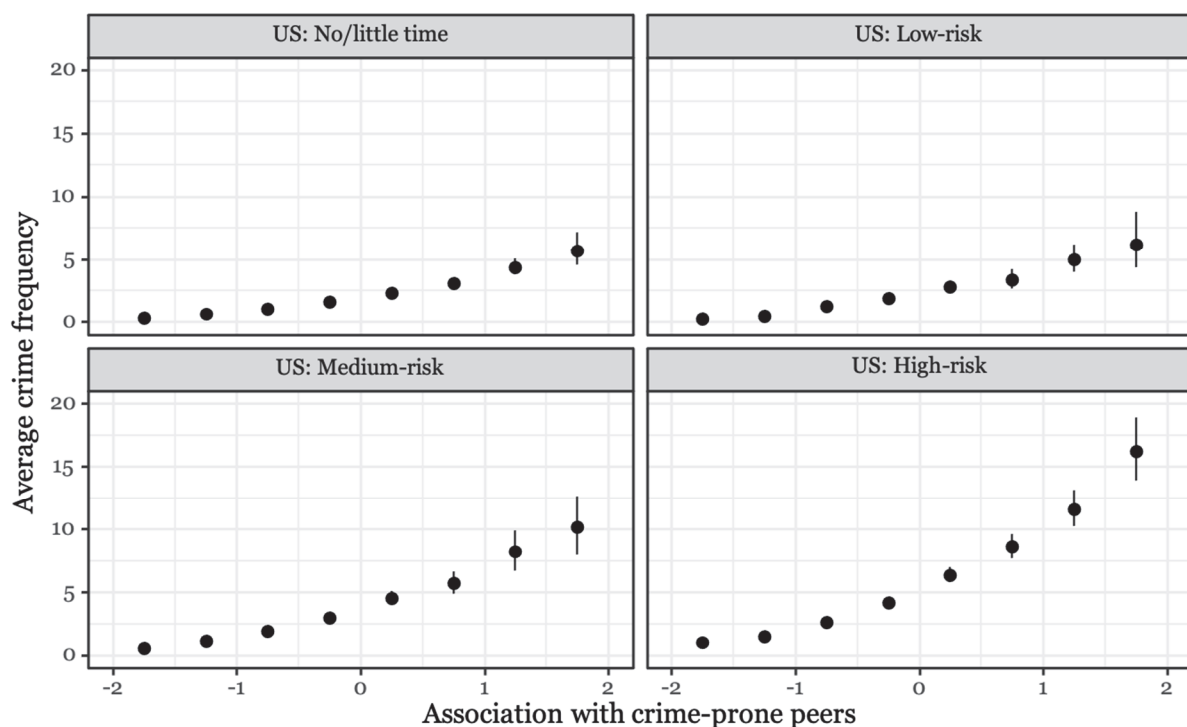 US: No/little time
US: Low-risk
20
15
10
5
0
US: Medium-risk
US: High-risk
20
15
10
5
0
Average crime frequency
-2 -1 0 1 2
-2 -1 0 1 2
Association with crime-prone peers